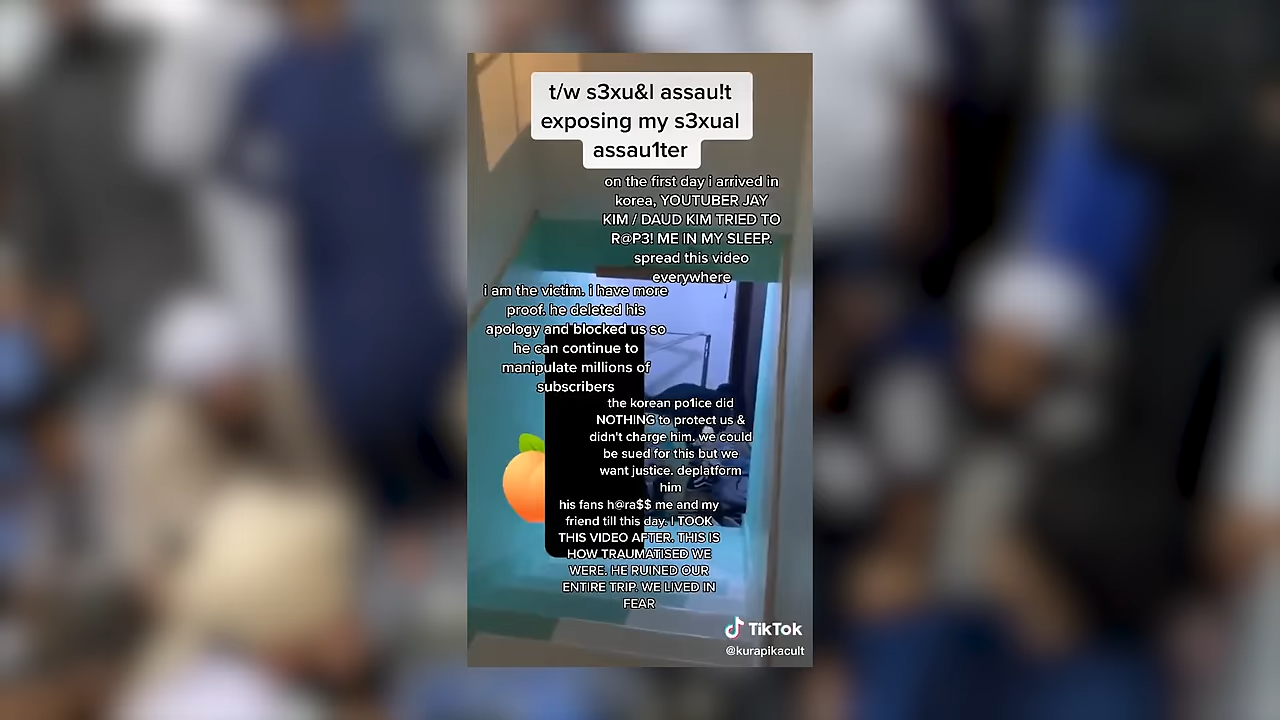 t/w s3xu&l assau!t
exposing my s3xual
assau1ter
on the first day i arrived in
korea, YOUTUBER JAY
KIM / DAUD KIM TRIED TO
R@P3! ME IN MY SLEEP.
spread this video
everywhere
i am the victim. i have more
proof. he deleted his
apology and blocked us so
he can continue to
manipulate millions of
subscribers
the korean po1ice did
NOTHING to protect us &
didn't charge him. we could
be sued for this but we
want justice. deplatform
him
his fans h@ra$$ me and my
friend till this day. I TOOK
THIS VIDEO AFTER. THIS IS
HOW TRAUMATISED WE
WERE. HE RUINED OUR
ENTIRE TRIP. WE LIVED IN
FEAR
TikTok
@kurapikacult